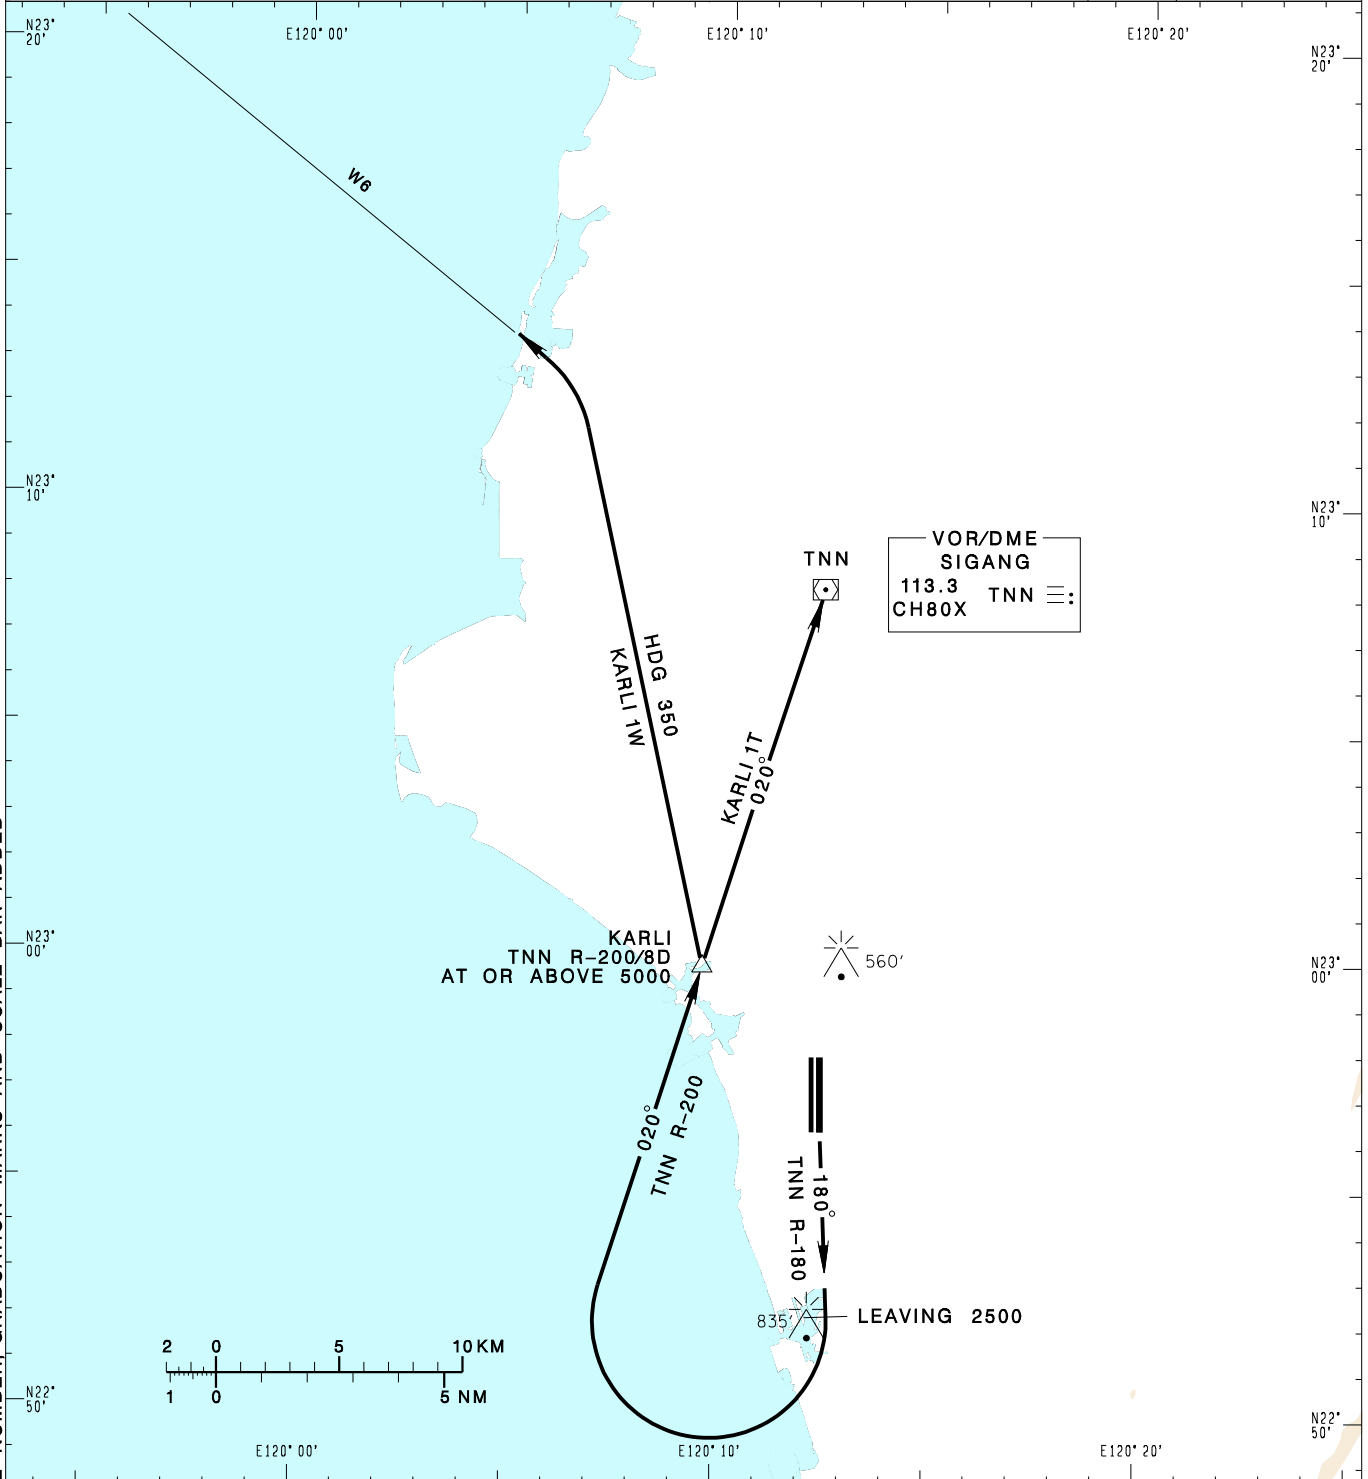 N23°
20'
E120° 00'
E120° 10'
E120° 20'
N23°
20'
W6
N23°
10'
N23°
10'
VOR/DME
SIGANG
113.3
CH80X
TNN
TNN
HDG 350
KARLI 1W
KARLI 1T
020°
N23°
00'
KARLI
TNN R-200/8D
AT OR ABOVE 5000
560'
N23°
00'
020°
TNN R-200
180°
TNN R-180
835'
LEAVING 2500
2 0 5 10 KM
1 0 5 NM
N22°
50'
N22°
50'
E120° 00'
E120° 10'
E120° 20'